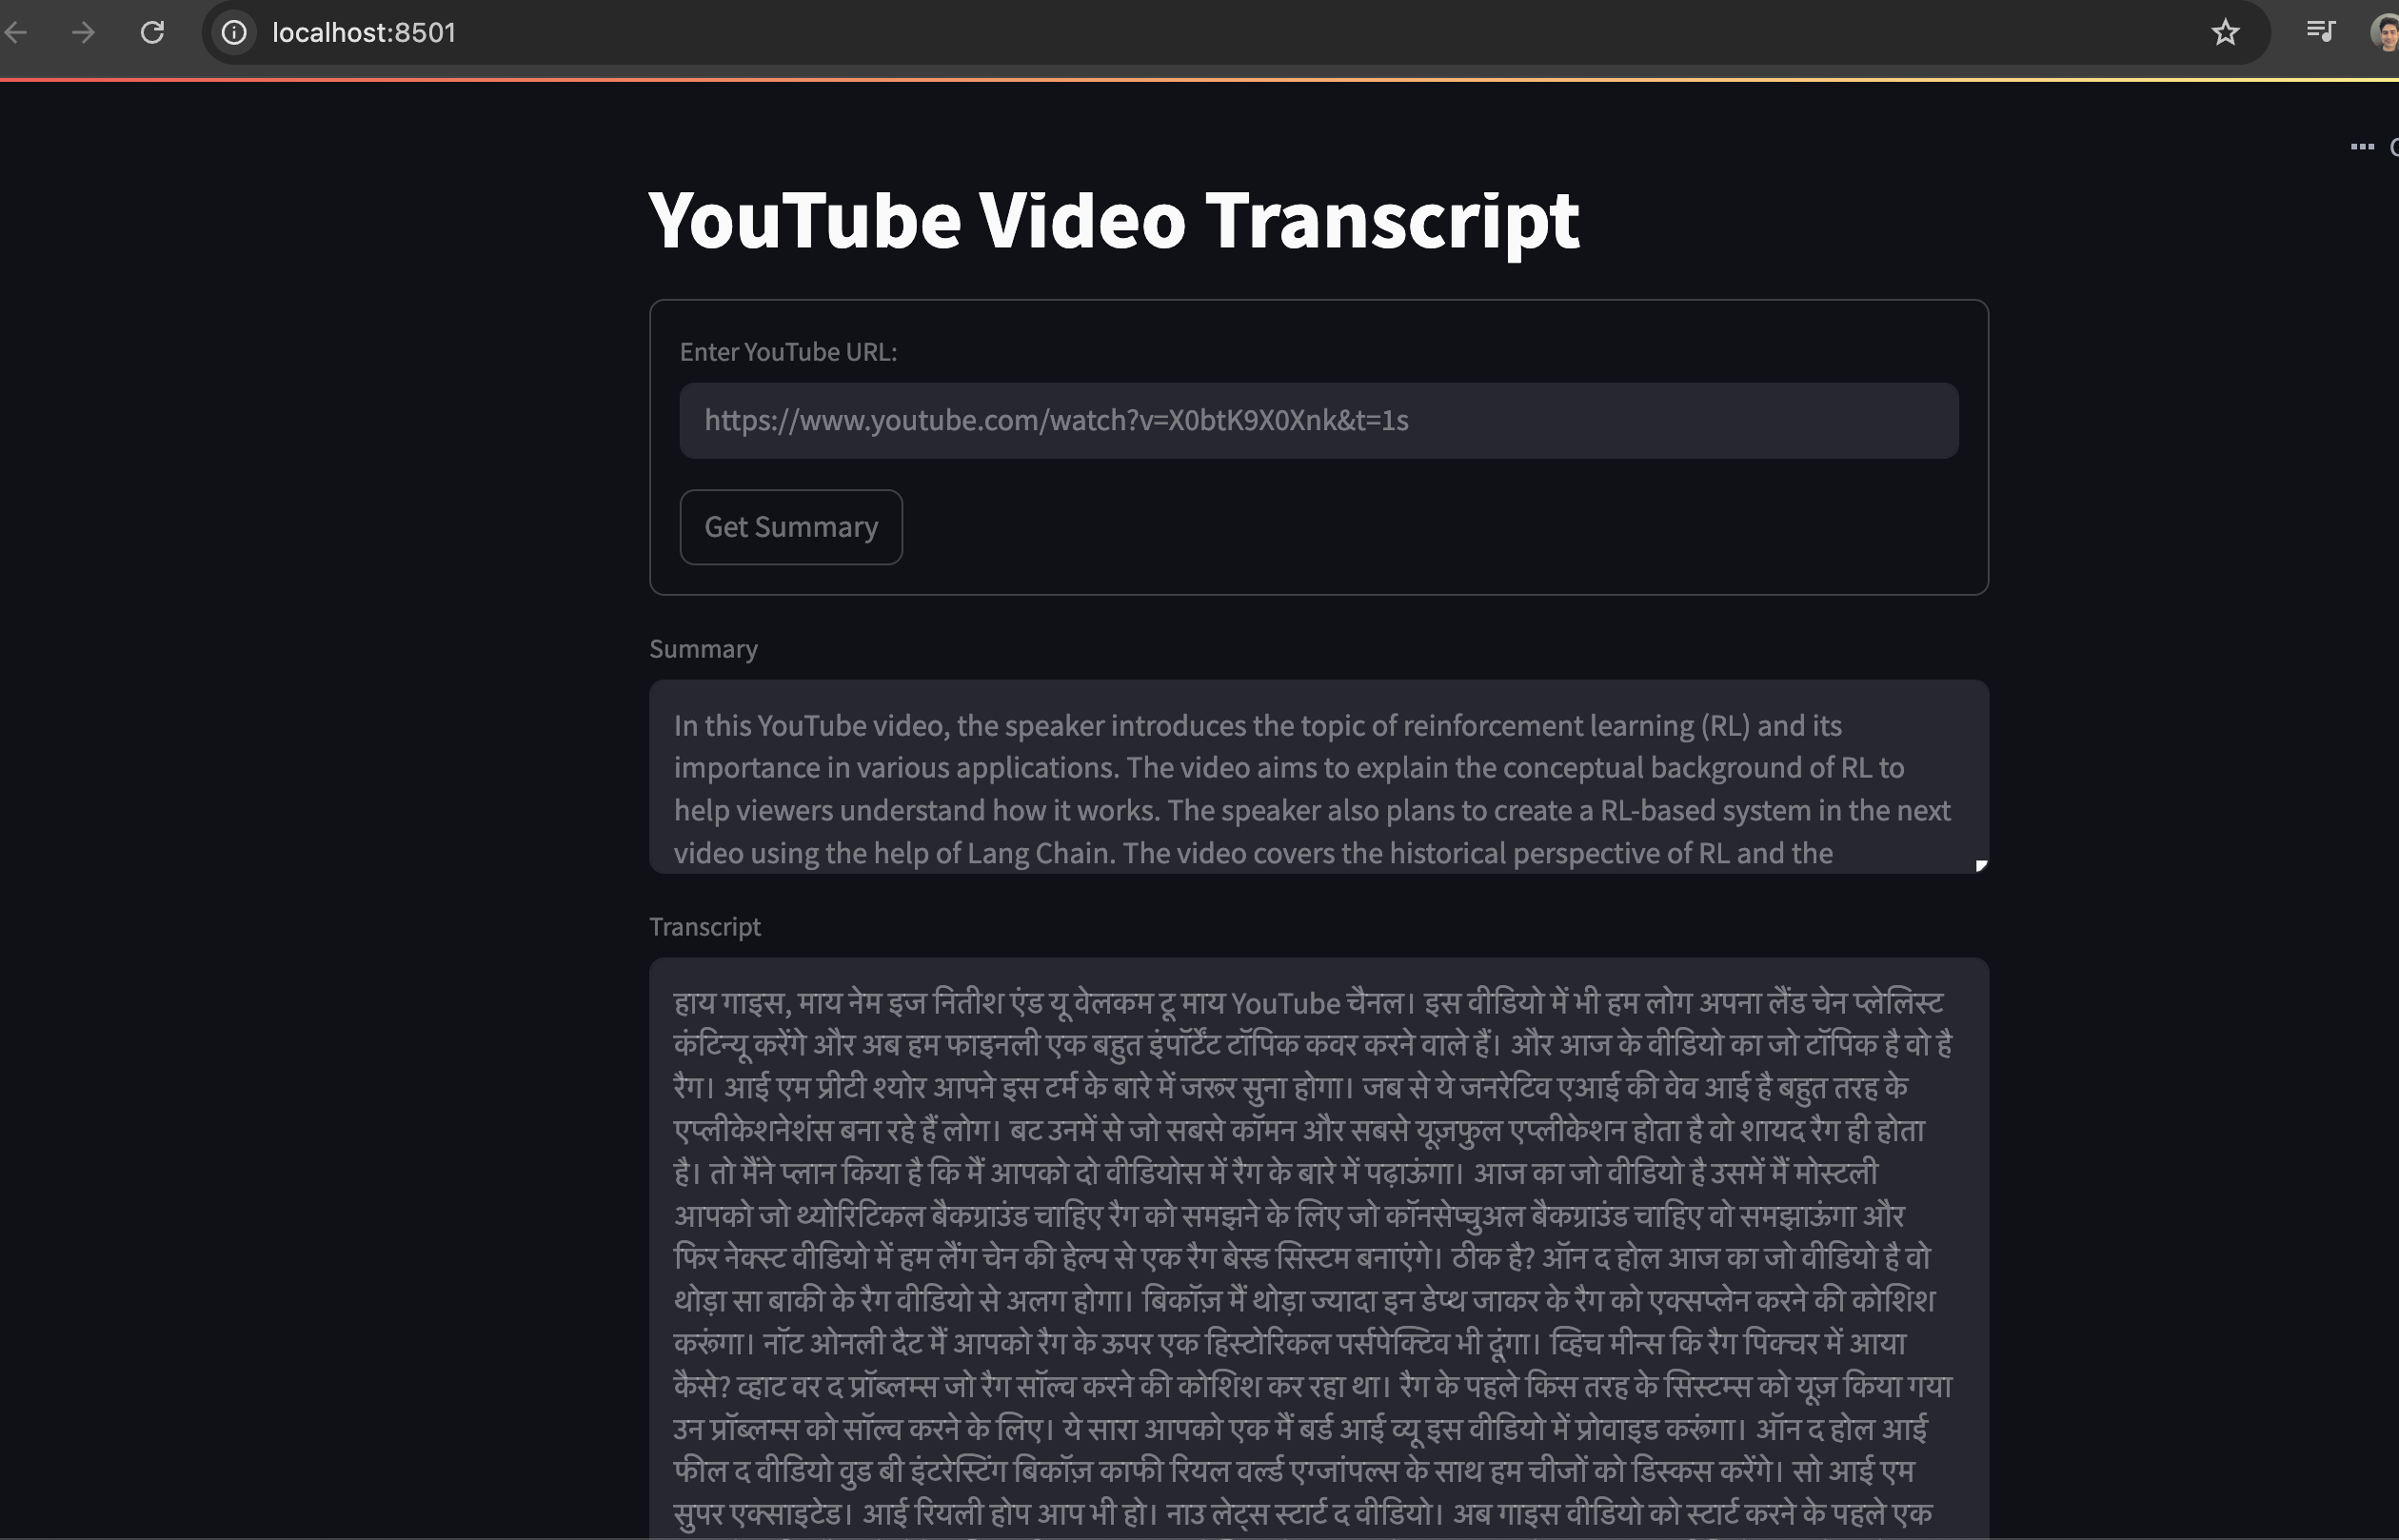 localhost:8501
YouTube Video Transcript
Enter YouTube URL:
https://www.youtube.com/watch?v=X0btK9X0Xnk&t=1s
Get Summary
Summary
In this YouTube video, the speaker introduces the topic of reinforcement learning (RL) and its
importance in various applications. The video aims to explain the conceptual background of RL to
help viewers understand how it works. The speaker also plans to create a RL-based system in the next
video using the help of Lang Chain. The video covers the historical perspective of RL and the
Transcript
हाय गाइस, माय नेम इज नितीश एंड यू वेलकम टू माय YouTube चैनल। इस वीडियो में भी हम लोग अपना लैंड चेन प्लेलिस्ट
कंटिन्यू करेंगे और अब हम फाइनली एक बहुत इंपॉर्टेंट टॉपिक कवर करने वाले हैं। और आज के वीडियो का जो टॉपिक है वो है
रैग। आई एम प्रीटी श्योर आपने इस टर्म के बारे में जरूर सुना होगा। जब से ये जनरेटिव एआई की वेव आई है बहुत तरह के
एप्लीकेशनेशंस बना रहे हैं लोग। बट उनमें से जो सबसे कॉमन और सबसे यूज़फुल एप्लीकेशन होता है वो शायद रैग ही होता
है। तो मैंने प्लान किया है कि मैं आपको दो वीडियोस में रैग के बारे में पढ़ाऊंगा। आज का जो वीडियो है उसमें मैं मोस्टली
आपको जो थ्योरिटिकल बैकग्राउंड चाहिए रैग को समझने के लिए जो कॉनसेप्चुअल बैकग्राउंड चाहिए वो समझाऊंगा और
फिर नेक्स्ट वीडियो में हम लैंग चेन की हेल्प से एक रैग बेस्ड सिस्टम बनाएंगे। ठीक है? ऑन द होल आज का जो वीडियो है वो
थोड़ा सा बाकी के रैग वीडियो से अलग होगा। बिकॉज़ मैं थोड़ा ज्यादा इन डेप्थ जाकर के रैग को एक्सप्लेन करने की कोशिश
करूंगा। नॉट ओनली दैट मैं आपको रैग के ऊपर एक हिस्टोरिकल पर्सपेक्टिव भी दूंगा। व्हिच मीन्स कि रैग पिक्चर में आया
कैसे? व्हाट वर द प्रॉब्लम्स जो रैग सॉल्व करने की कोशिश कर रहा था। रैग के पहले किस तरह के सिस्टम्स को यूज़ किया गया
उन प्रॉब्लम्स को सॉल्व करने के लिए। ये सारा आपको एक मैं बर्ड आई व्यू इस वीडियो में प्रोवाइड करूंगा। ऑन द होल आई
फील द वीडियो वुड बी इंटरेस्टिंग बिकॉज़ काफी रियल वर्ल्ड एग्जांपल्स के साथ हम चीजों को डिस्कस करेंगे। सो आई एम
सुपर एक्साइटेड। आई रियली होप आप भी हो। नाउ लेट्स स्टार्ट द वीडियो। अब गाइस वीडियो को स्टार्ट करने के पहले एक